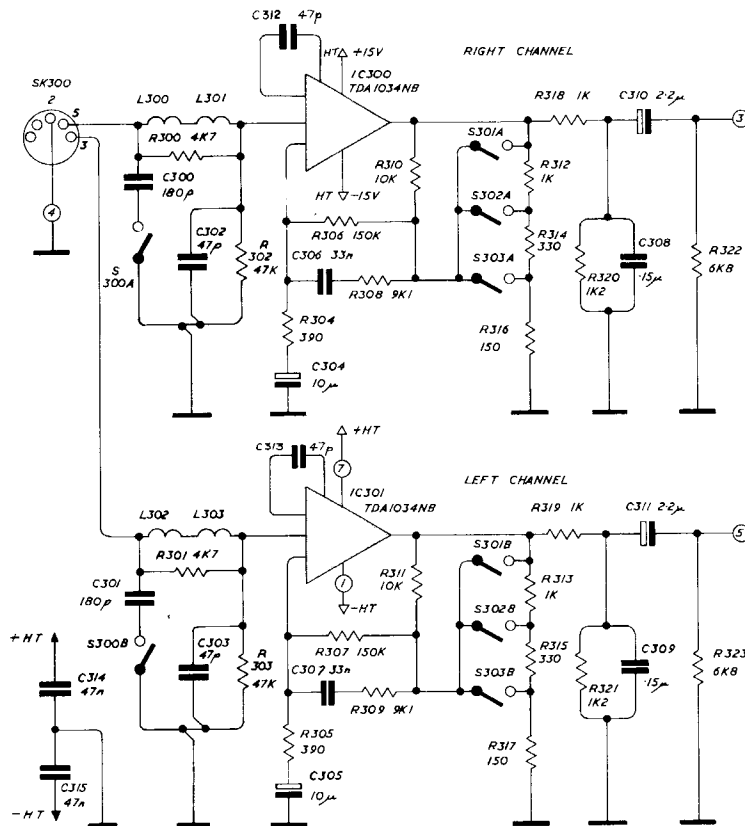 C312 47p
HT +15V
RIGHT CHANNEL
IC300
TDA1034NB
SK300
2
5
3
4
L300 L301
R300 4K7
C300
180p
S
300A
C302
47p
R
302
47K
HT -15V
R310
10K
R306 150K
C306 33n
R308 9K1
R304
390
C304
10μ
S301A
S302A
S303A
R312
1K
R314
330
R316
150
R318 1K
C310 2·2μ
3
R320
1K2
C308
·15μ
R322
6K8
C313 47p
+HT
7
LEFT CHANNEL
IC301
TDA1034NB
1
-HT
L302 L303
R301 4K7
C301
180p
S300B
C303
47p
R
303
47K
R311
10K
R307 150K
C307 33n
R309 9K1
R305
390
C305
10μ
S301B
S302B
S303B
R313
1K
R315
330
R317
150
R319 1K
C311 2·2μ
5
R321
1K2
C309
·15μ
R323
6K8
+HT
C314
47n
C315
47n
-HT